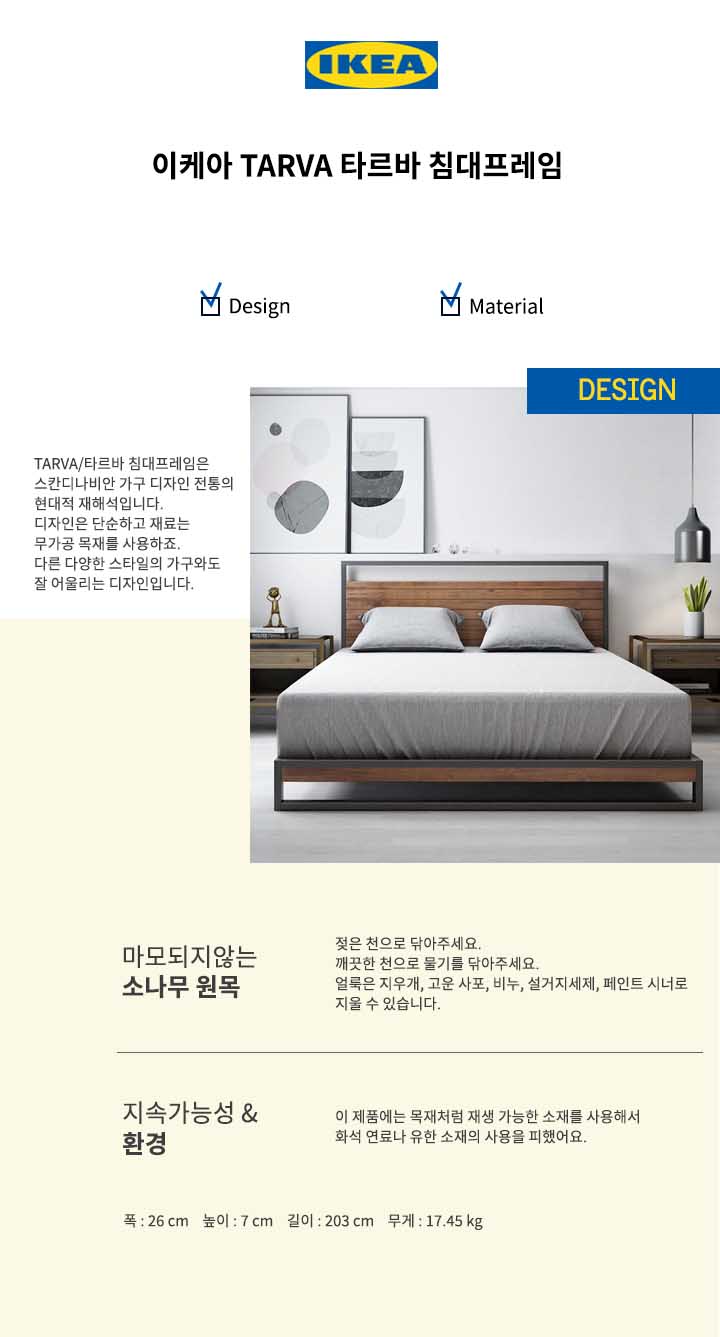 IKEA
이케아 TARVA 타르바 침대프레임
Design
Material
DESIGN
TARVA/타르바 침대프레임은
스칸디나비안 가구 디자인 전통의
현대적 재해석입니다.
디자인은 단순하고 재료는
무가공 목재를 사용하죠.
다른 다양한 스타일의 가구와도
잘 어울리는 디자인입니다.
마모되지않는
소나무 원목
젖은 천으로 닦아주세요.
깨끗한 천으로 물기를 닦아주세요.
얼룩은 지우개, 고운 사포, 비누, 설거지세제, 페인트 시너로
지울 수 있습니다.
지속가능성 &
환경
이 제품에는 목재처럼 재생 가능한 소재를 사용해서
화석 연료나 유한 소재의 사용을 피했어요.
폭 : 26 cm 높이 : 7 cm 길이 : 203 cm 무게 : 17.45 kg